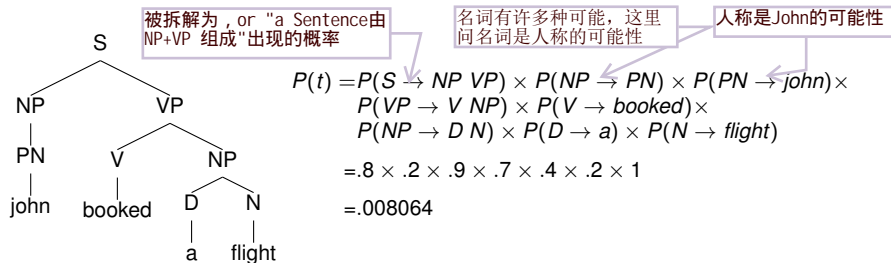 被拆解为 , or "a Sentence由
NP+VP 组成"出现的概率
名词有许多种可能，这里
问名词是人称的可能性
人称是John的可能性
S
NP VP
PN V NP
john booked D N
a flight
P(t) =P(S → NP VP) × P(NP → PN) × P(PN → john)×
P(VP → V NP) × P(V → booked)×
P(NP → D N) × P(D → a) × P(N → flight)
=.8 × .2 × .9 × .7 × .4 × .2 × 1
=.008064